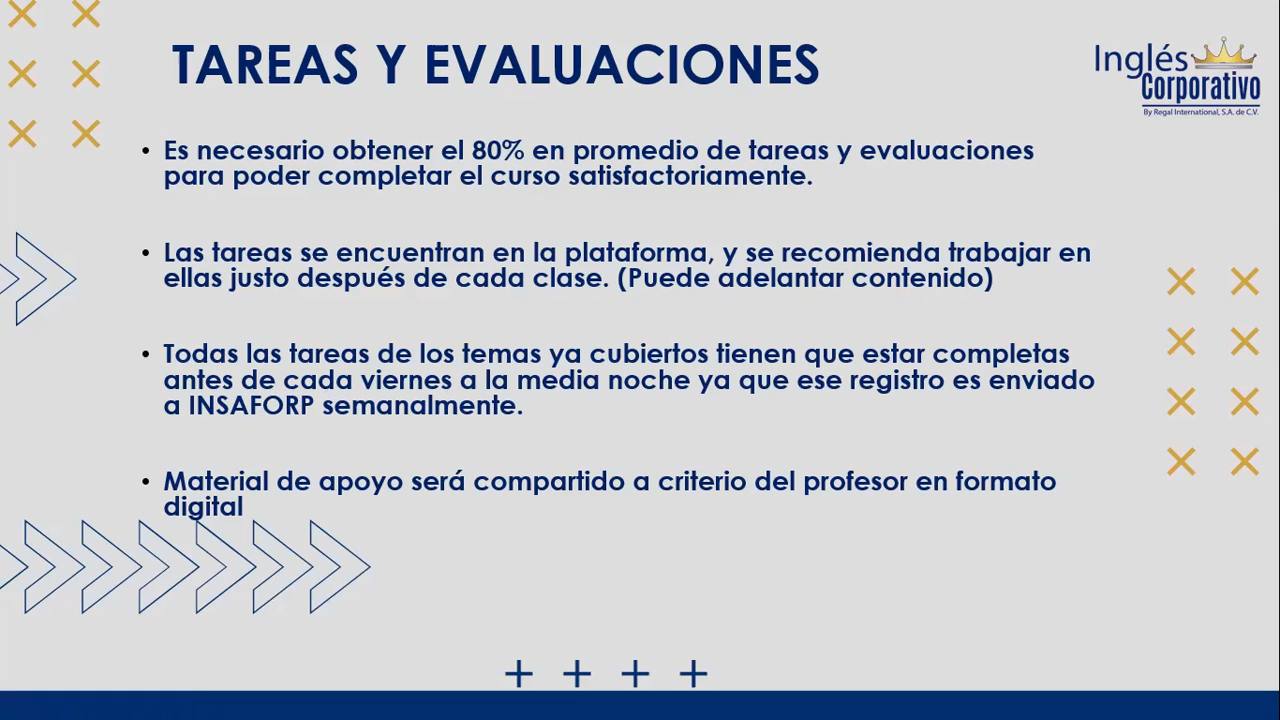 TAREAS Y EVALUACIONES
Inglés
Corporativo
By Regal International, S.A. de C.V.
• Es necesario obtener el 80% en promedio de tareas y evaluaciones
para poder completar el curso satisfactoriamente.
• Las tareas se encuentran en la plataforma, y se recomienda trabajar en
ellas justo después de cada clase. (Puede adelantar contenido)
• Todas las tareas de los temas ya cubiertos tienen que estar completas
antes de cada viernes a la media noche ya que ese registro es enviado
a INSAFORP semanalmente.
• Material de apoyo será compartido a criterio del profesor en formato
digital